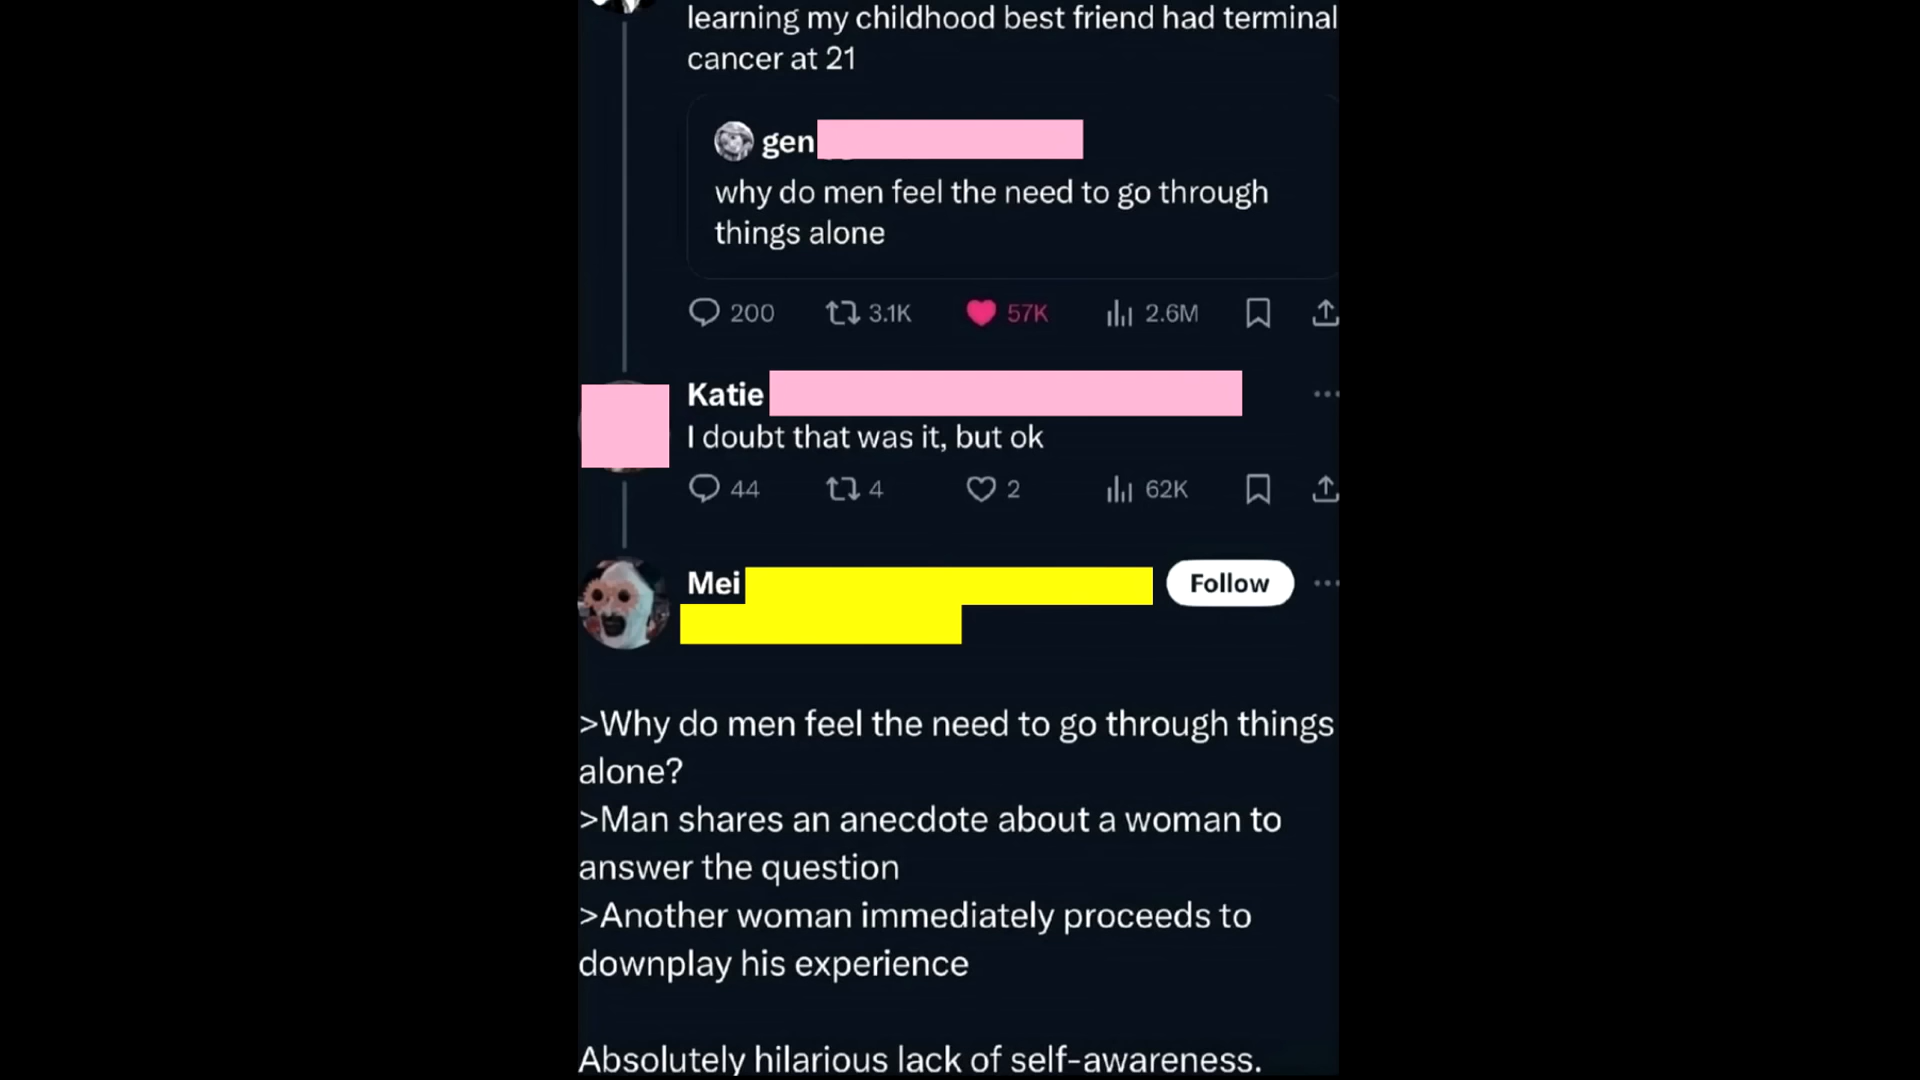 learning my childhood best friend had terminal
cancer at 21
gen
why do men feel the need to go through
things alone
200 3.1K 57K 2.6M
Katie
I doubt that was it, but ok
44 4 2 62K
Mei Follow
>Why do men feel the need to go through things
alone?
>Man shares an anecdote about a woman to
answer the question
>Another woman immediately proceeds to
downplay his experience
Absolutely hilarious lack of self-awareness.